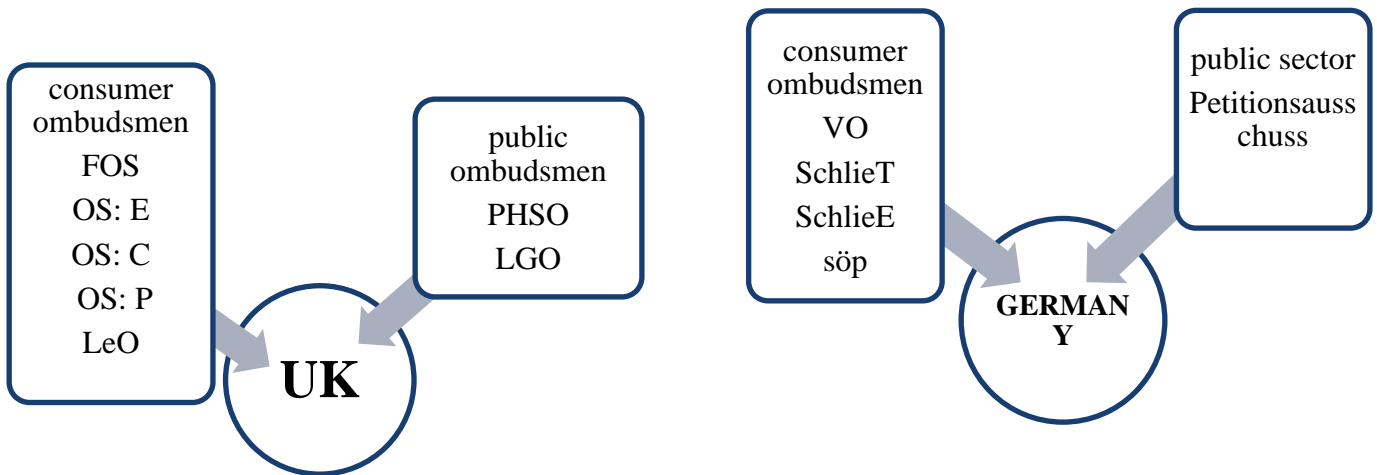 consumer
ombudsmen
FOS
OS: E
OS: C
OS: P
LeO
public
ombudsmen
PHSO
LGO
UK
consumer
ombudsmen
VO
SchlieT
SchlieE
söp
public sector
Petitionsauss
chuss
GERMAN
Y